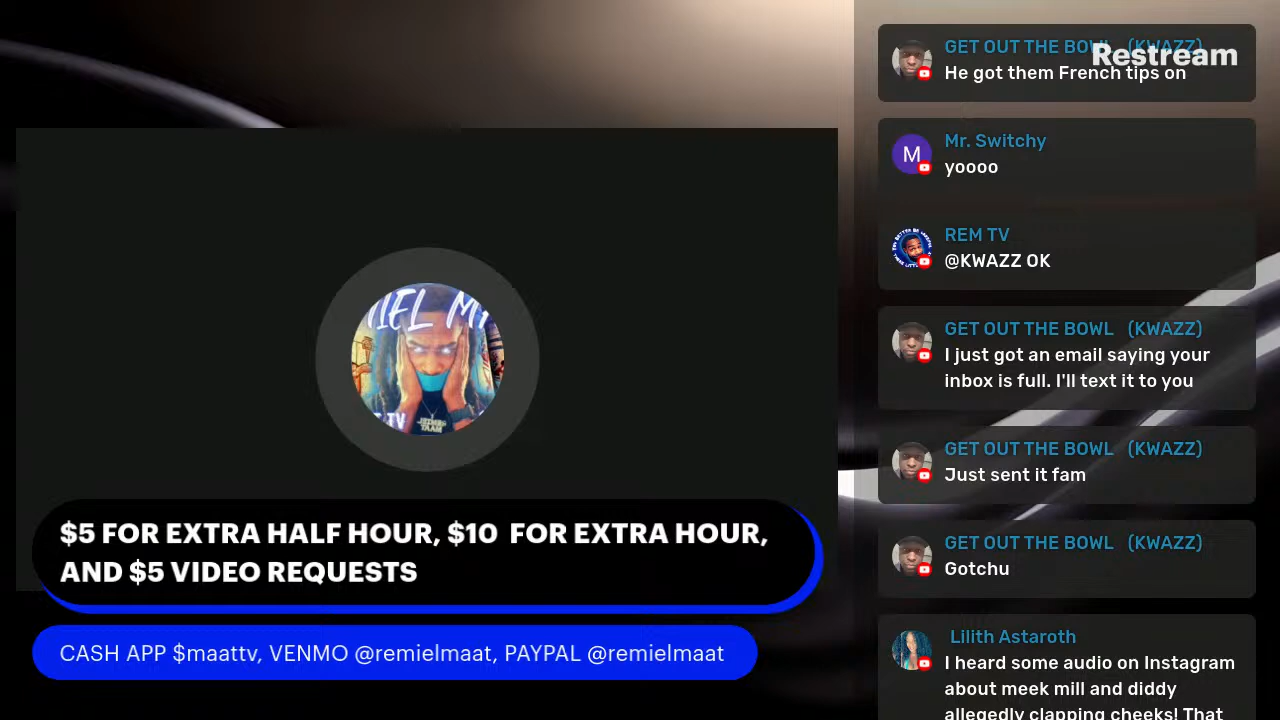 GET OUT THE BOWL (KWAZZ)
Restream
He got them French tips on
M
Mr. Switchy
yoooo
REM TV
@KWAZZ OK
GET OUT THE BOWL (KWAZZ)
I just got an email saying your
inbox is full. I'll text it to you
GET OUT THE BOWL (KWAZZ)
Just sent it fam
GET OUT THE BOWL (KWAZZ)
Gotchu
Lilith Astaroth
I heard some audio on Instagram
about meek mill and diddy
allegedly clapping cheeks! That
TV
$5 FOR EXTRA HALF HOUR, $10 FOR EXTRA HOUR,
AND $5 VIDEO REQUESTS
CASH APP $maattv, VENMO @remielmaat, PAYPAL @remielmaat